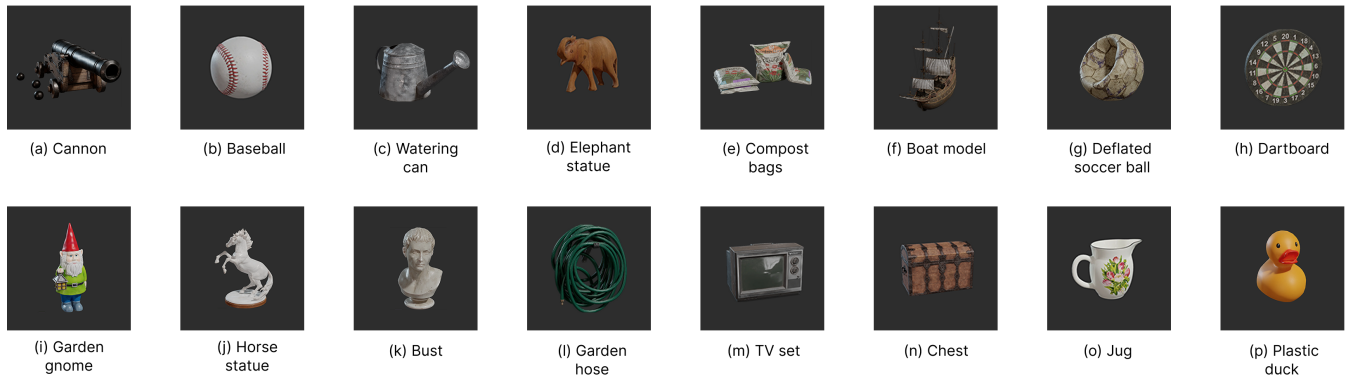 (a) Cannon
(b) Baseball
(c) Watering
can
(d) Elephant
statue
(e) Compost
bags
(f) Boat model
(g) Deflated
soccer ball
(h) Dartboard
(i) Garden
gnome
(j) Horse
statue
(k) Bust
(l) Garden
hose
(m) TV set
(n) Chest
(o) Jug
(p) Plastic
duck